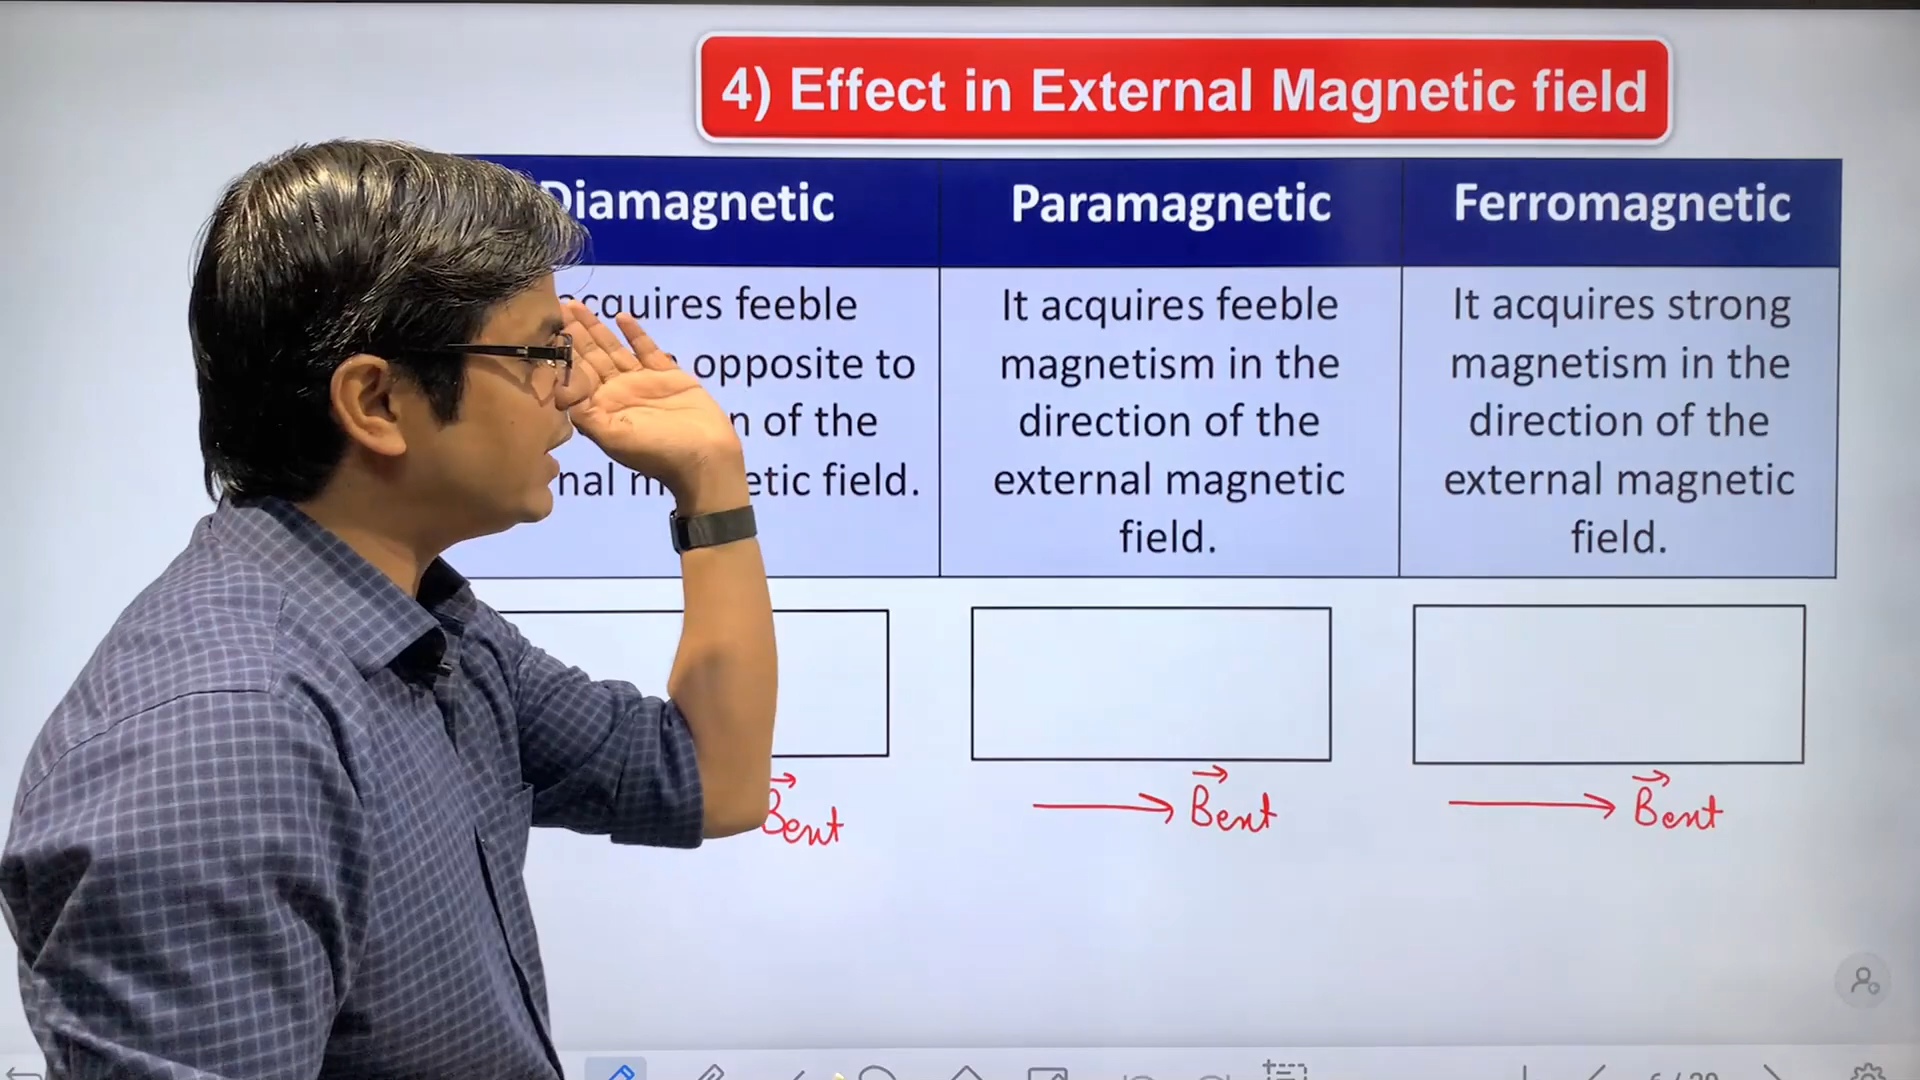 4) Effect in External Magnetic field
Diamagnetic
acquires feeble
opposite to
n of the
nal m etic field.
Paramagnetic
It acquires feeble
magnetism in the
direction of the
external magnetic
field.
Ferromagnetic
It acquires strong
magnetism in the
direction of the
external magnetic
field.
Bext
Bext
Bext